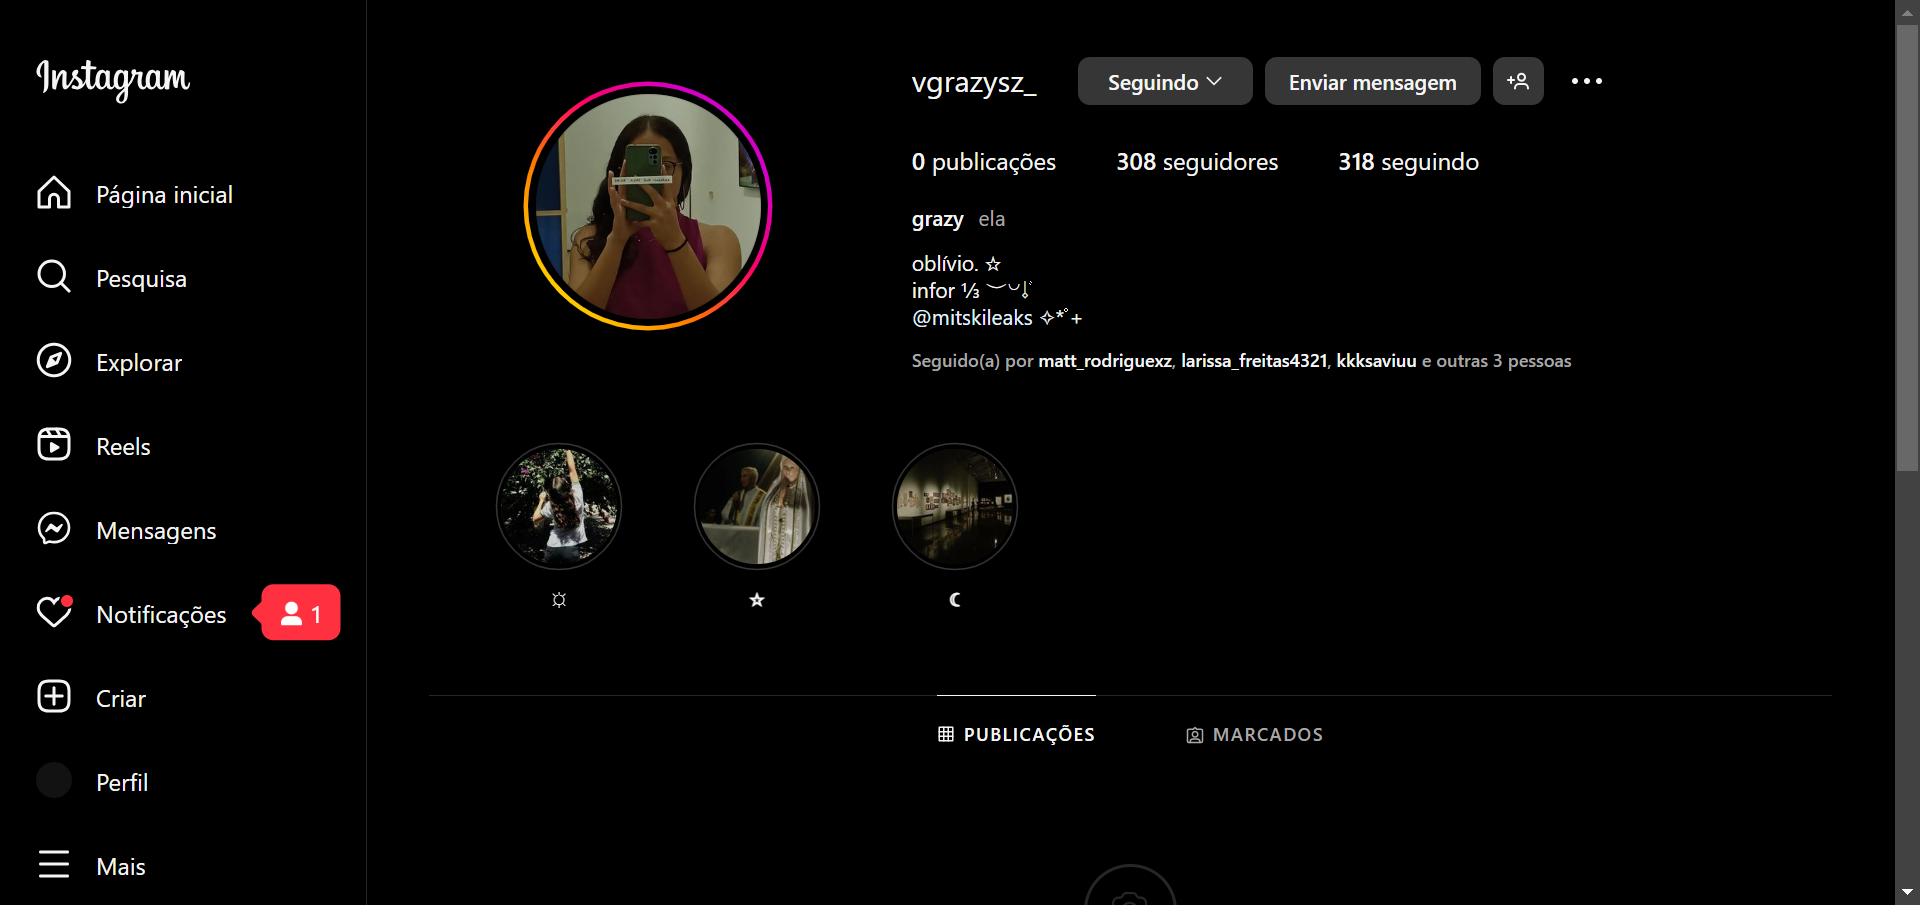 Instagram
Página inicial
Pesquisa
Explorar
Reels
Mensagens
Notificações
1
Criar
Perfil
Mais
vgrazysz_
Seguindo
Enviar mensagem
0 publicações 308 seguidores 318 seguindo
grazy ela
oblívio. ☆
infor ⅓
@mitskileaks ✧*°+
Seguido(a) por matt_rodriguexz, larissa_freitas4321, kkksaviuu e outras 3 pessoas
PUBLICAÇÕES
MARCADOS